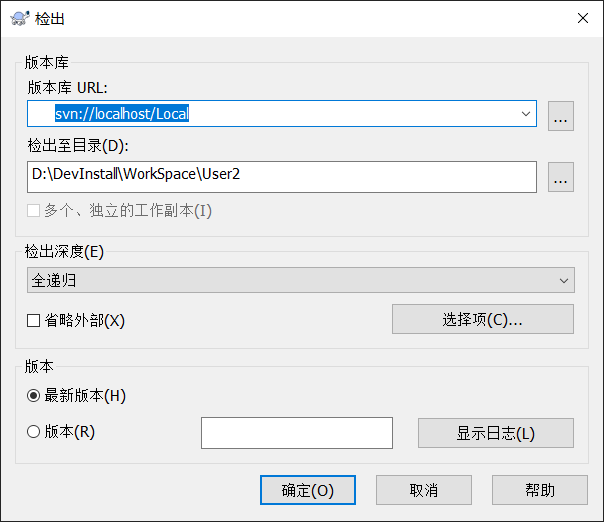 检出
版本库
版本库 URL:
svn://localhost/Local
...
检出至目录(D):
D:\DevInstall\WorkSpace\User2
...
多个、独立的工作副本(I)
检出深度(E)
全递归
省略外部(X)
选择项(C)...
版本
最新版本(H)
版本(R)
显示日志(L)
确定(O)
取消
帮助